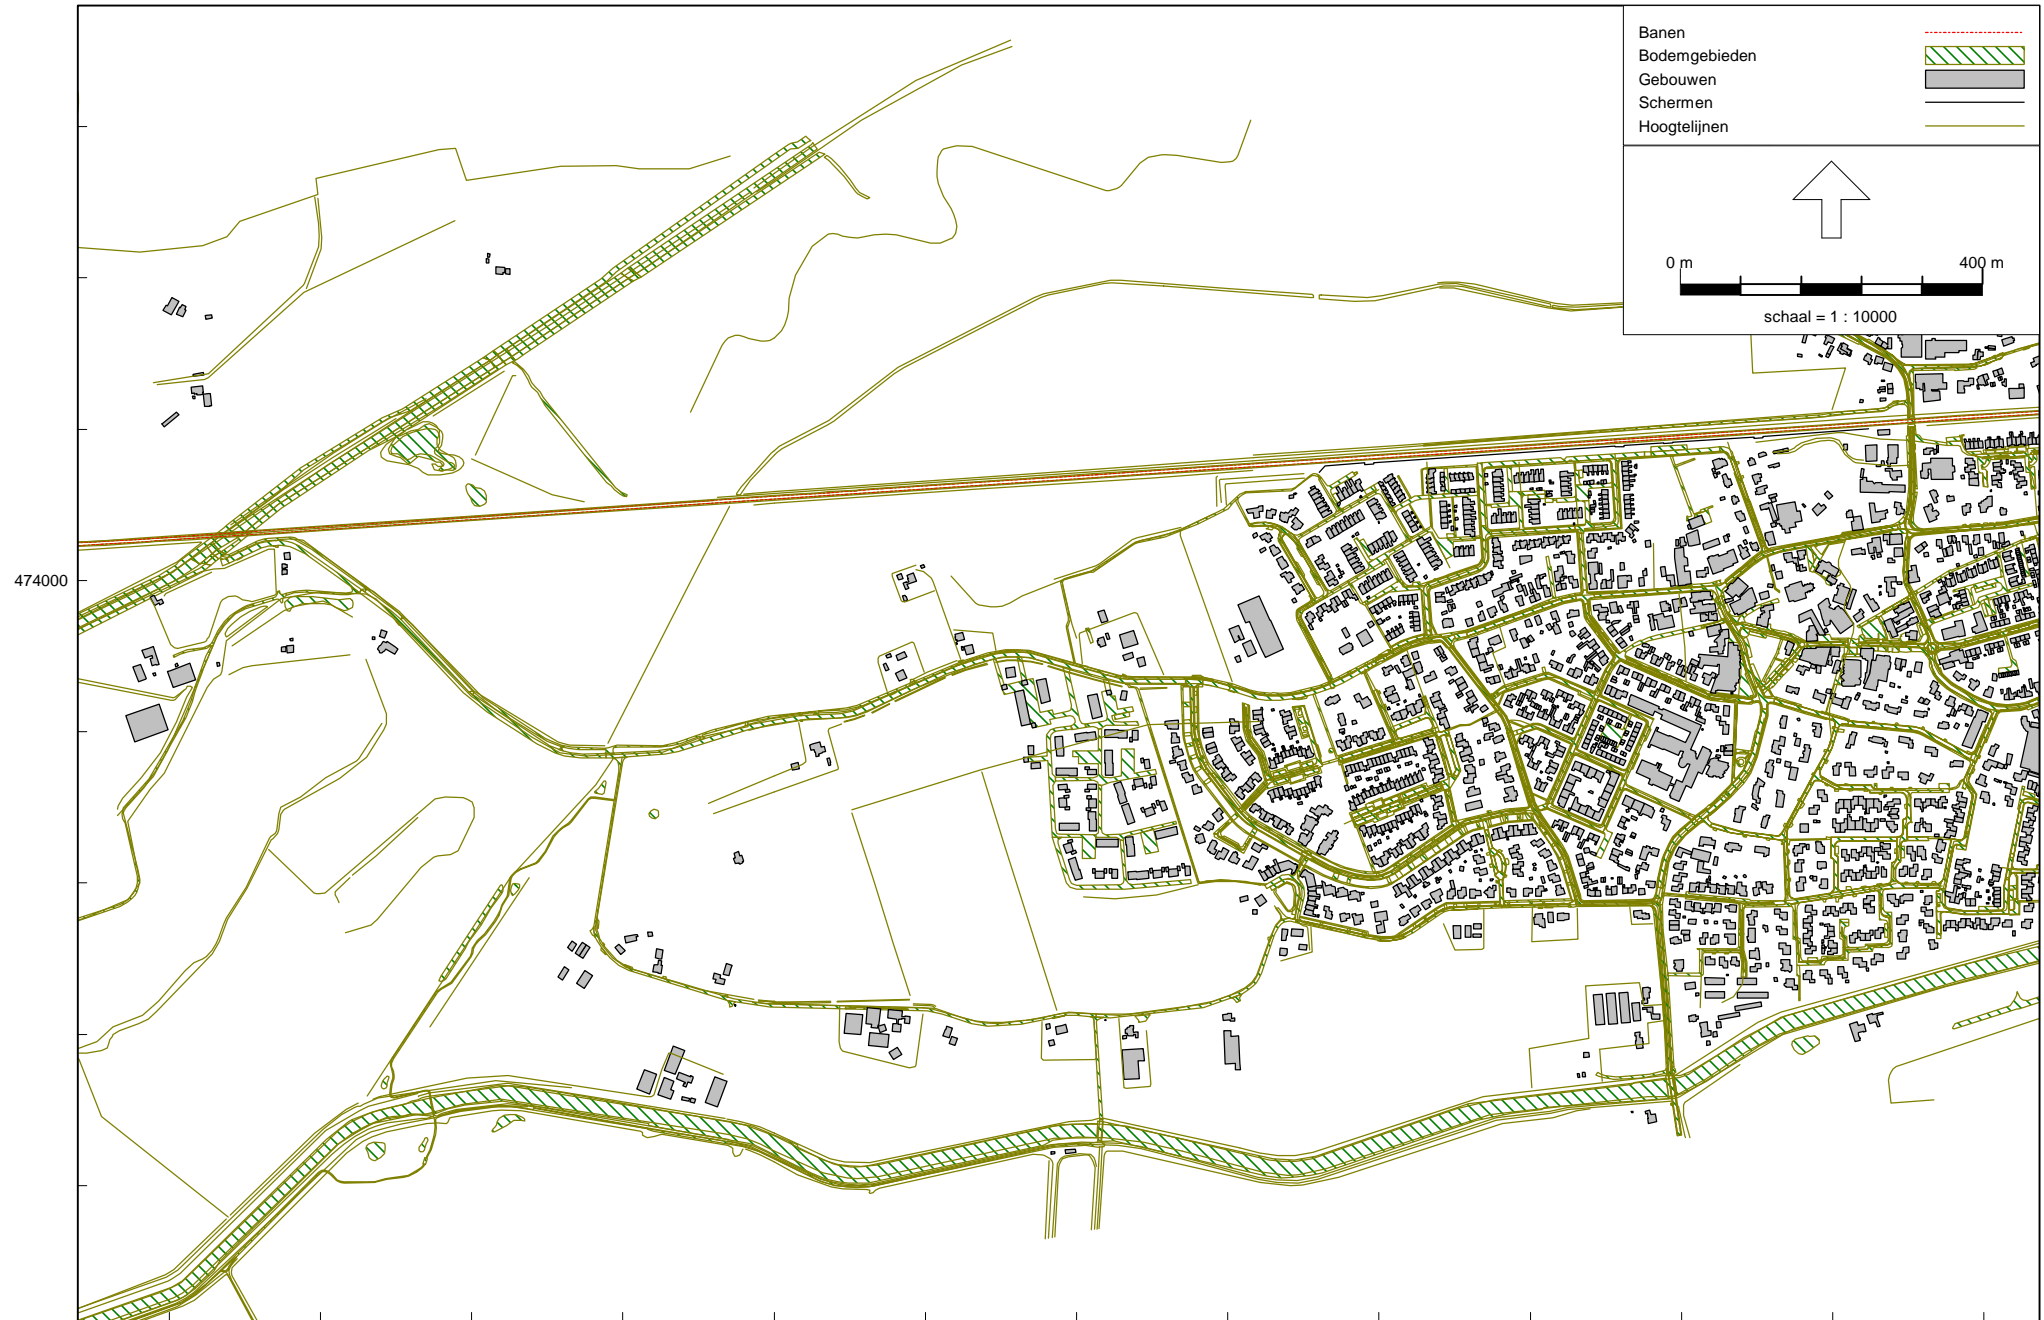 Banen
Bodemgebieden
Gebouwen
Schermen
Hoogtelijnen
0 m 400 m
schaal = 1 : 10000
474000